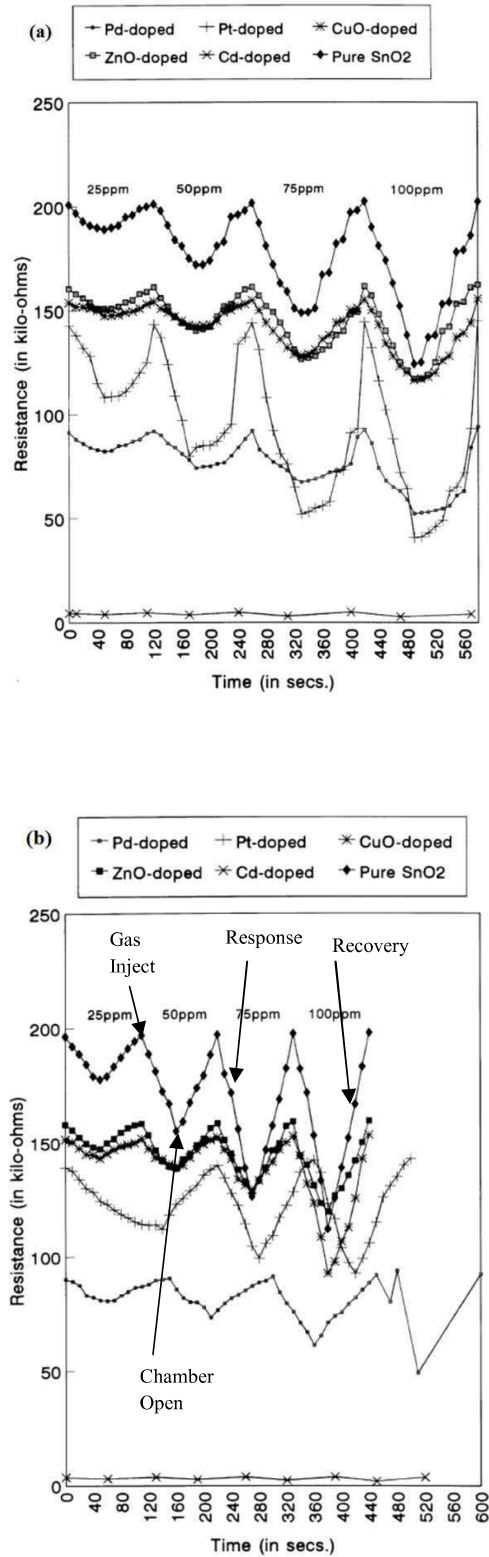 (a)
Pd-doped Pt-doped CuO-doped
ZnO-doped Cd-doped Pure SnO2
250
25ppm 50ppm 75ppm 100ppm
200
150
100
50
0
Resistance (in kilo-ohms)
0 40 80 120 160 200 240 280 320 360 400 440 480 520 560
Time (in secs.)
(b)
Pd-doped Pt-doped CuO-doped
ZnO-doped Cd-doped Pure SnO2
250
Gas
Inject
Response
Recovery
25ppm 50ppm 75ppm 100ppm
200
150
100
50
0
Chamber
Open
Resistance (in kilo-ohms)
0 40 80 120 160 200 240 280 320 360 400 440 480 520 560 600
Time (in secs.)